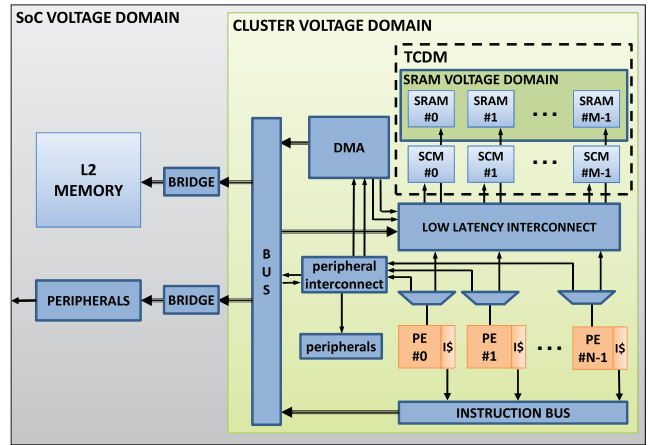 SoC VOLTAGE DOMAIN
CLUSTER VOLTAGE DOMAIN
TCDM
SRAM VOLTAGE DOMAIN
SRAM
#0
SRAM
#1
...
SRAM
#M-1
SCM
#0
SCM
#1
...
SCM
#M-1
DMA
L2
MEMORY
BRIDGE
BUS
LOW LATENCY INTERCONNECT
peripheral
interconnect
PERIPHERALS
BRIDGE
peripherals
PE
#0
I$
PE
#1
I$
...
PE
#N-1
I$
INSTRUCTION BUS